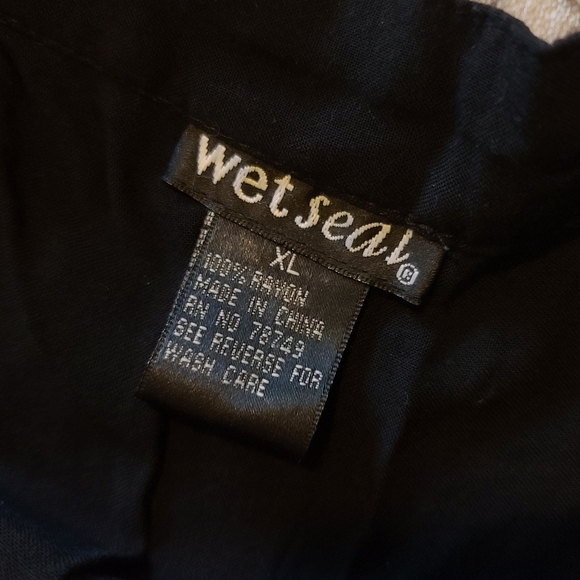 wet seal®
XL
100% RAYON
MADE IN CHINA
RN NO 78749
SEE REVERSE FOR
WASH CARE